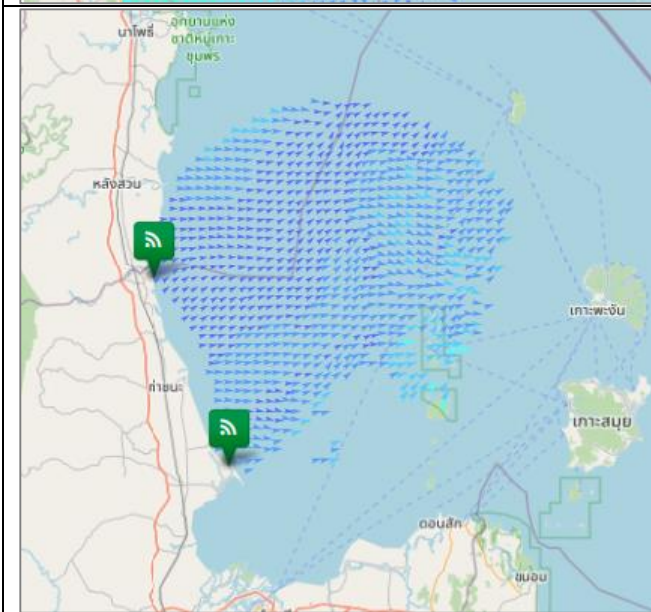 อุทยานแห่ง
ชาติหมู่เกาะ
ชุมพร
นาโพธิ์
หลังสวน
เกาะพะงัน
ท่าชนะ
เกาะสมุย
ดอนสัก
ขนอม